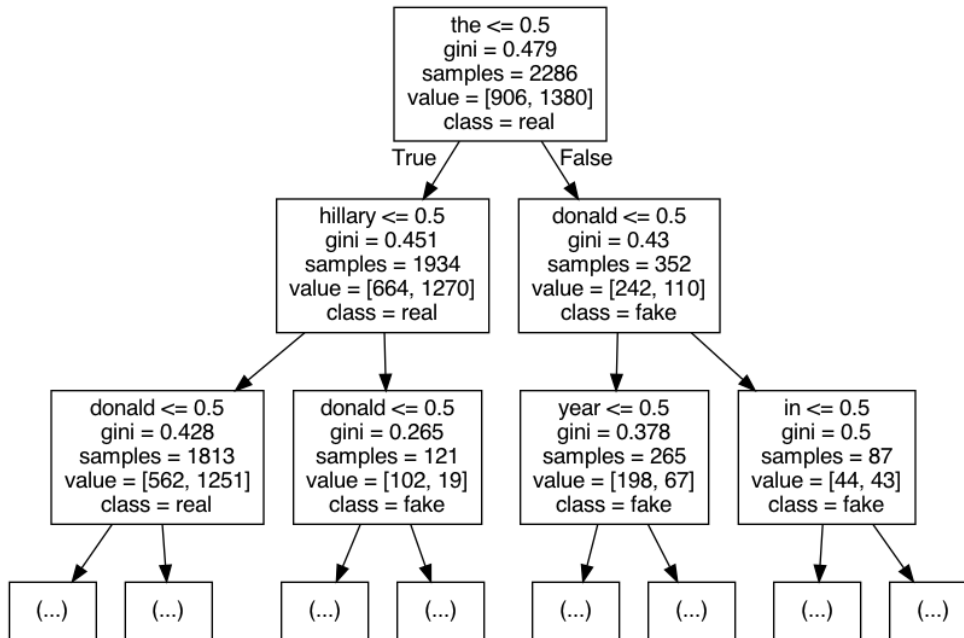 the <= 0.5
gini = 0.479
samples = 2286
value = [906, 1380]
class = real
True
False
hillary <= 0.5
gini = 0.451
samples = 1934
value = [664, 1270]
class = real
donald <= 0.5
gini = 0.43
samples = 352
value = [242, 110]
class = fake
donald <= 0.5
gini = 0.428
samples = 1813
value = [562, 1251]
class = real
donald <= 0.5
gini = 0.265
samples = 121
value = [102, 19]
class = fake
year <= 0.5
gini = 0.378
samples = 265
value = [198, 67]
class = fake
in <= 0.5
gini = 0.5
samples = 87
value = [44, 43]
class = fake
(...)
(...)
(...)
(...)
(...)
(...)
(...)
(...)